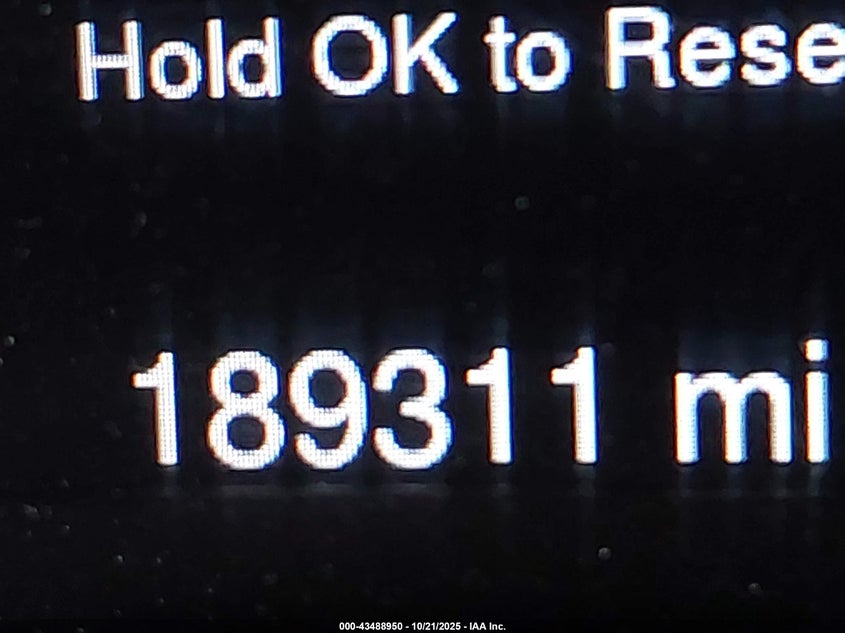 Hold OK to Rese
189311 mi
000-43488950 - 10/21/2025 - IAA Inc.